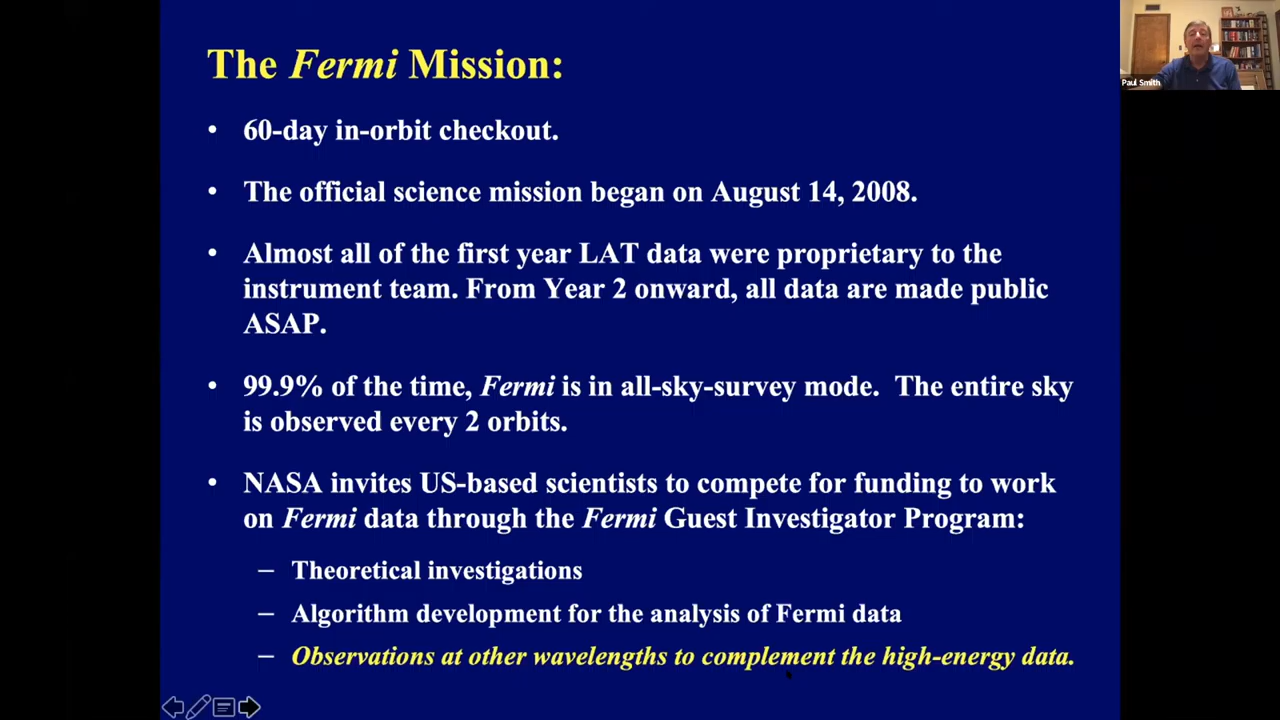 The Fermi Mission:
• 60-day in-orbit checkout.
• The official science mission began on August 14, 2008.
• Almost all of the first year LAT data were proprietary to the
instrument team. From Year 2 onward, all data are made public
ASAP.
• 99.9% of the time, Fermi is in all-sky-survey mode. The entire sky
is observed every 2 orbits.
• NASA invites US-based scientists to compete for funding to work
on Fermi data through the Fermi Guest Investigator Program:
– Theoretical investigations
– Algorithm development for the analysis of Fermi data
– Observations at other wavelengths to complement the high-energy data.
Paul Smith